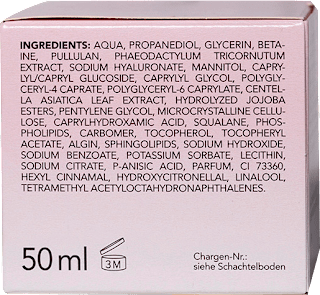 INGREDIENTS: AQUA, PROPANEDIOL, GLYCERIN, BETA-
INE, PULLULAN, PHAEODACTYLUM TRICORNUTUM
EXTRACT, SODIUM HYALURONATE, MANNITOL, CAPRY-
LYL/CAPRYL GLUCOSIDE, CAPRYLYL GLYCOL, POLYGLY-
CERYL-4 CAPRATE, POLYGLYCERYL-6 CAPRYLATE, CENTEL-
LA ASIATICA LEAF EXTRACT, HYDROLYZED JOJOBA
ESTERS, PENTYLENE GLYCOL, MICROCRYSTALLINE CELLU-
LOSE, CAPRYLHYDROXAMIC ACID, SQUALANE, PHOS-
PHOLIPIDS, CARBOMER, TOCOPHEROL, TOCOPHERYL
ACETATE, ALGIN, SPHINGOLIPIDS, SODIUM HYDROXIDE,
SODIUM BENZOATE, POTASSIUM SORBATE, LECITHIN,
SODIUM CITRATE, P-ANISIC ACID, PARFUM, CI 73360,
HEXYL CINNAMAL, HYDROXYCITRONELLAL, LINALOOL,
TETRAMETHYL ACETYLOCTAHYDRONAPHTHALENES.
50 ml
3M
Chargen-Nr.:
siehe Schachtelboden